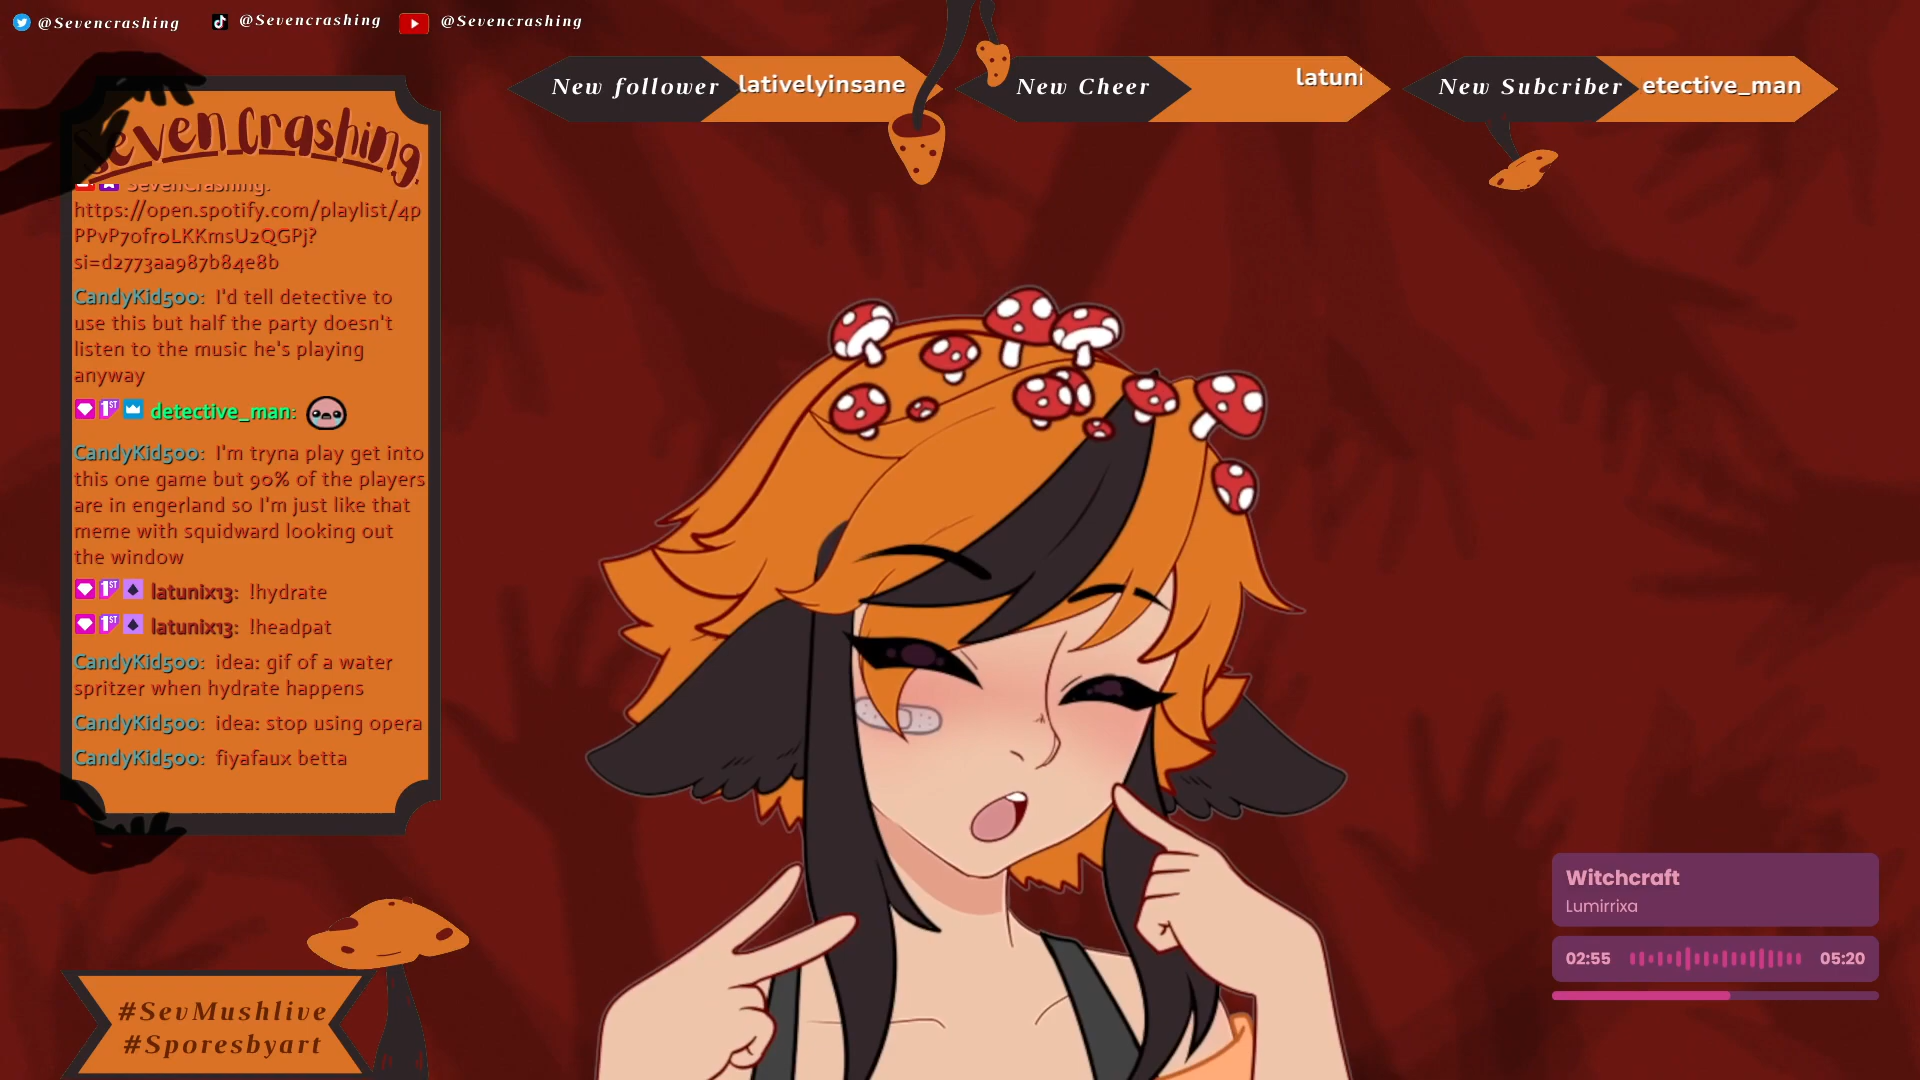 @Sevencrashing
@Sevencrashing
@Sevencrashing
New follower
lativelyinsane
New Cheer
latuni
New Subcriber
etective_man
Seven Crashing
SevenCrashing:
https://open.spotify.com/playlist/4p
PPvP7ofroLKKmsU2QGPj?
si=d2773aa987b84e8b
CandyKid500: I'd tell detective to
use this but half the party doesn't
listen to the music he's playing
anyway
1ST detective_man:
CandyKid500: I'm tryna play get into
this one game but 90% of the players
are in engerland so I'm just like that
meme with squidward looking out
the window
1ST latunix13: !hydrate
1ST latunix13: !headpat
CandyKid500: idea: gif of a water
spritzer when hydrate happens
CandyKid500: idea: stop using opera
CandyKid500: fiyafaux betta
#SevMushlive
#Sporesbyart
Witchcraft
Lumirrixa
02:55
05:20